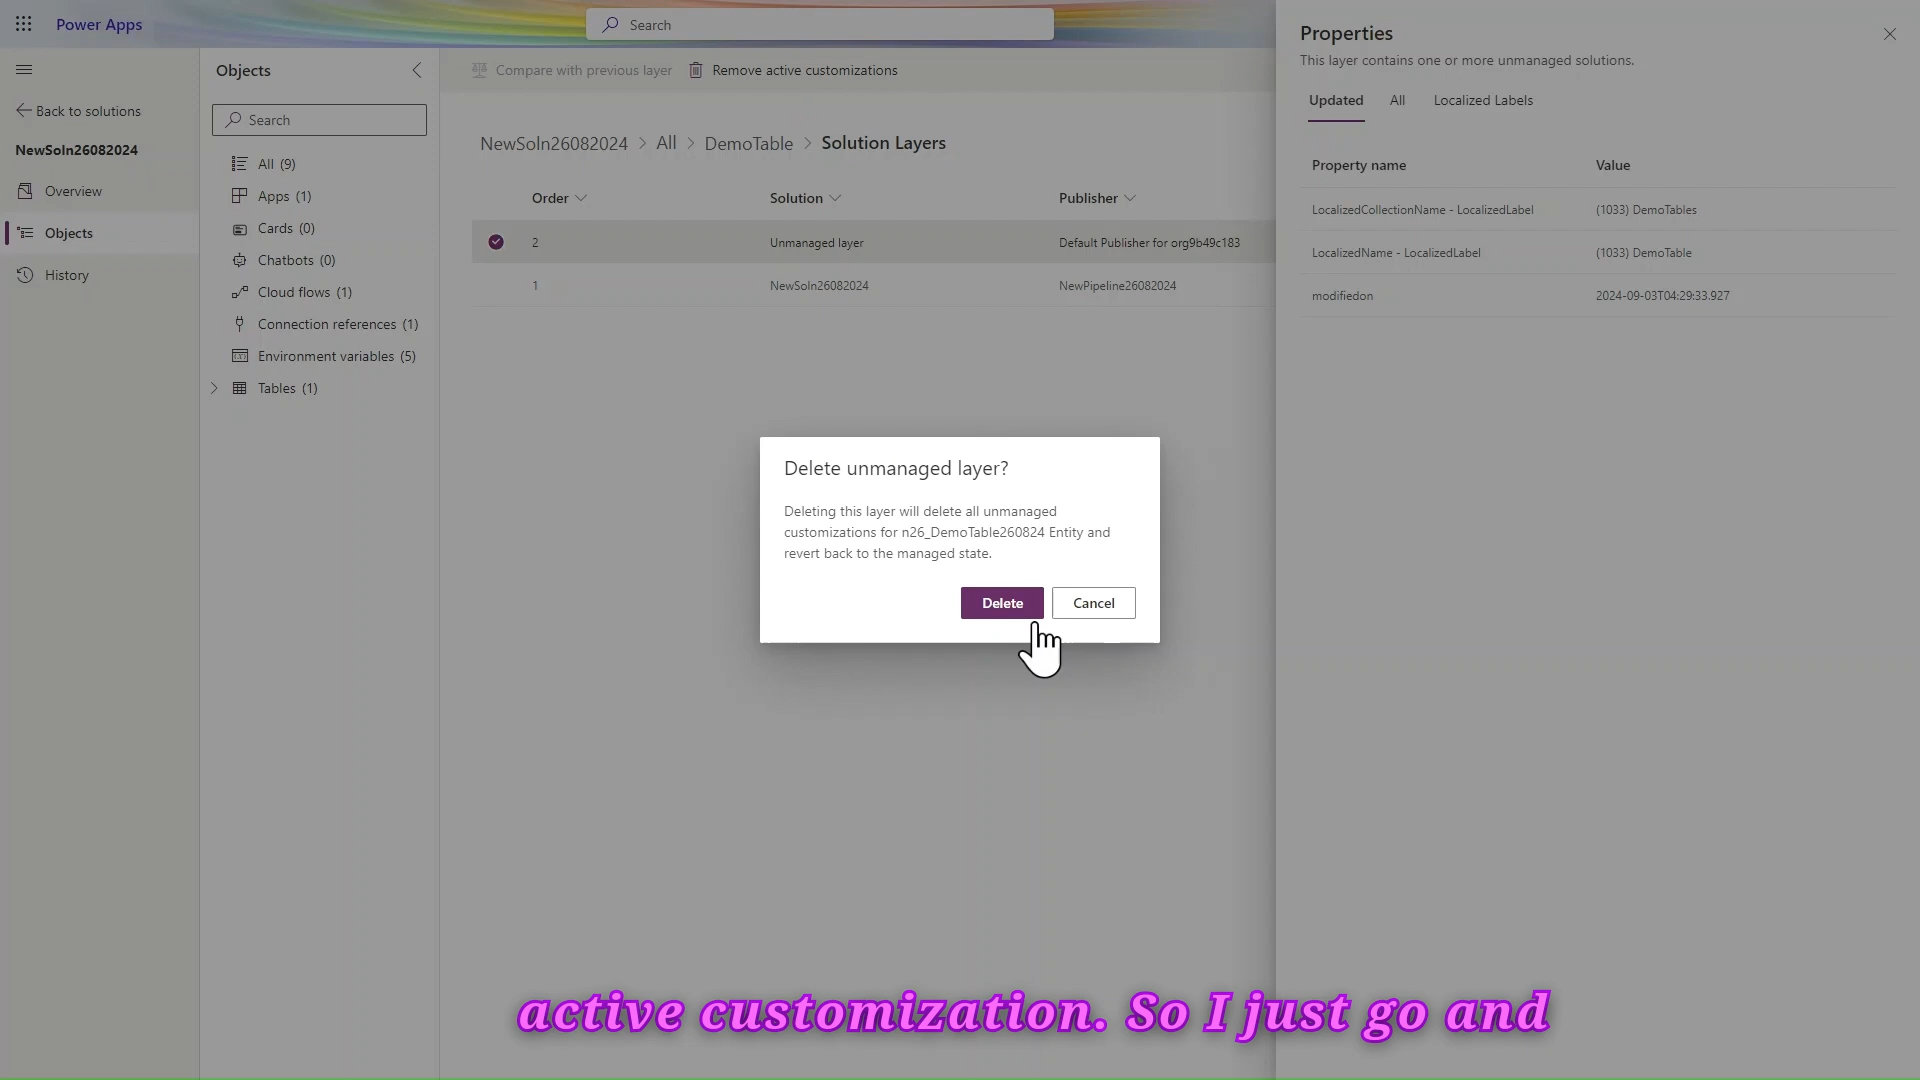 Power Apps
Search
Properties
This layer contains one or more unmanaged solutions.
Updated All Localized Labels
Property name Value
LocalizedCollectionName - LocalizedLabel (1033) DemoTables
LocalizedName - LocalizedLabel (1033) DemoTable
modifiedon 2024-09-03T04:29:33.927
Back to solutions
NewSoln26082024
Overview
Objects
History
Objects
Search
All (9)
Apps (1)
Cards (0)
Chatbots (0)
Cloud flows (1)
Connection references (1)
Environment variables (5)
Tables (1)
Compare with previous layer Remove active customizations
NewSoln26082024 > All > DemoTable > Solution Layers
Order Solution Publisher
2 Unmanaged layer Default Publisher for org9b49c183
1 NewSoln26082024 NewPipeline26082024
Delete unmanaged layer?
Deleting this layer will delete all unmanaged
customizations for n26_DemoTable260824 Entity and
revert back to the managed state.
Delete Cancel
active customization. So I just go and